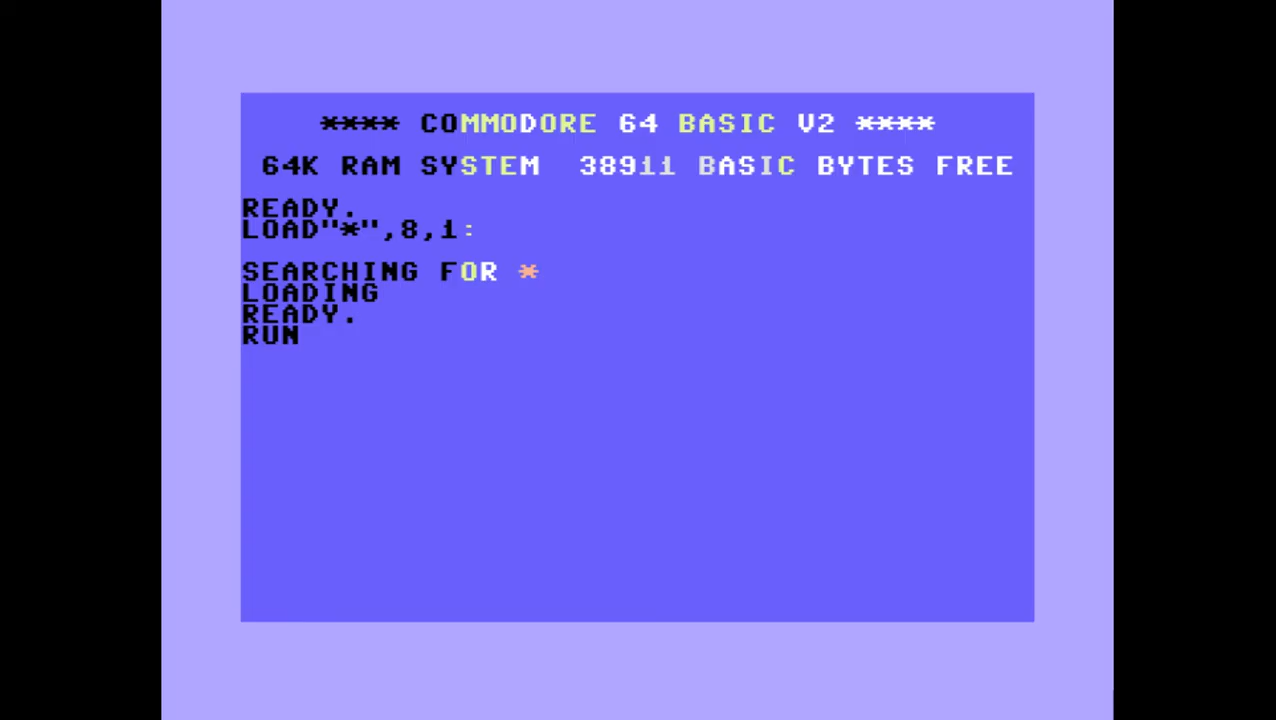 **** COMMODORE 64 BASIC V2 ****
64K RAM SYSTEM  38911 BASIC BYTES FREE
READY.
LOAD"*",8,1:
SEARCHING FOR *
LOADING
READY.
RUN